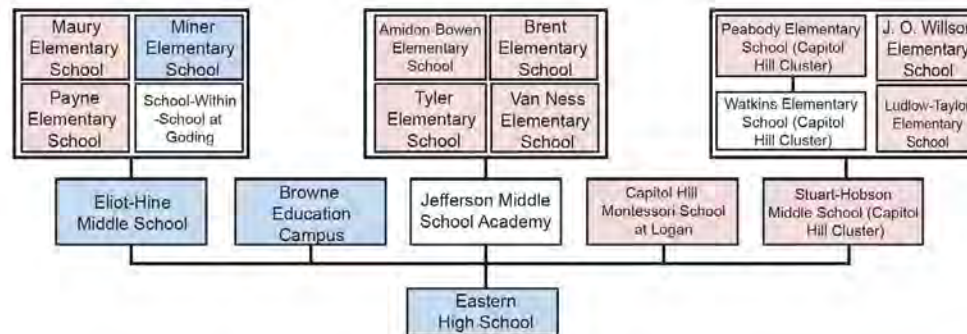 Maury
Elementary
School
Miner
Elementary
School
Payne
Elementary
School
School-Within
-School at
Goding
Amidon-Bowen
Elementary
School
Brent
Elementary
School
Tyler
Elementary
School
Van Ness
Elementary
School
Peabody Elementary
School (Capitol
Hill Cluster)
J. O. Willson
Elementary
School
Watkins Elementary
School (Capitol
Hill Cluster)
Ludlow-Taylor
Elementary
School
Eliot-Hine
Middle School
Browne
Education
Campus
Jefferson Middle
School Academy
Capitol Hill
Montessori School
at Logan
Stuart-Hobson
Middle School (Capitol
Hill Cluster)
Eastern
High School